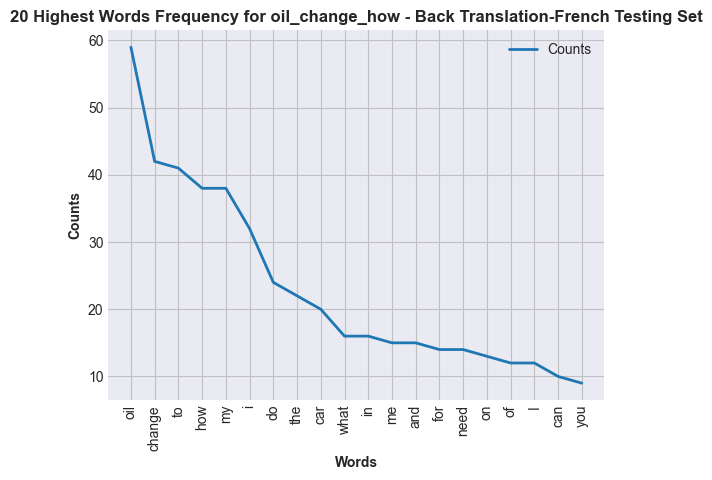 20 Highest Words Frequency for oil_change_how - Back Translation-French Testing Set
Counts
60
50
40
30
20
10
Counts
oil
change
to
how
my
i
do
the
car
what
in
me
and
for
need
on
of
I
can
you
Words